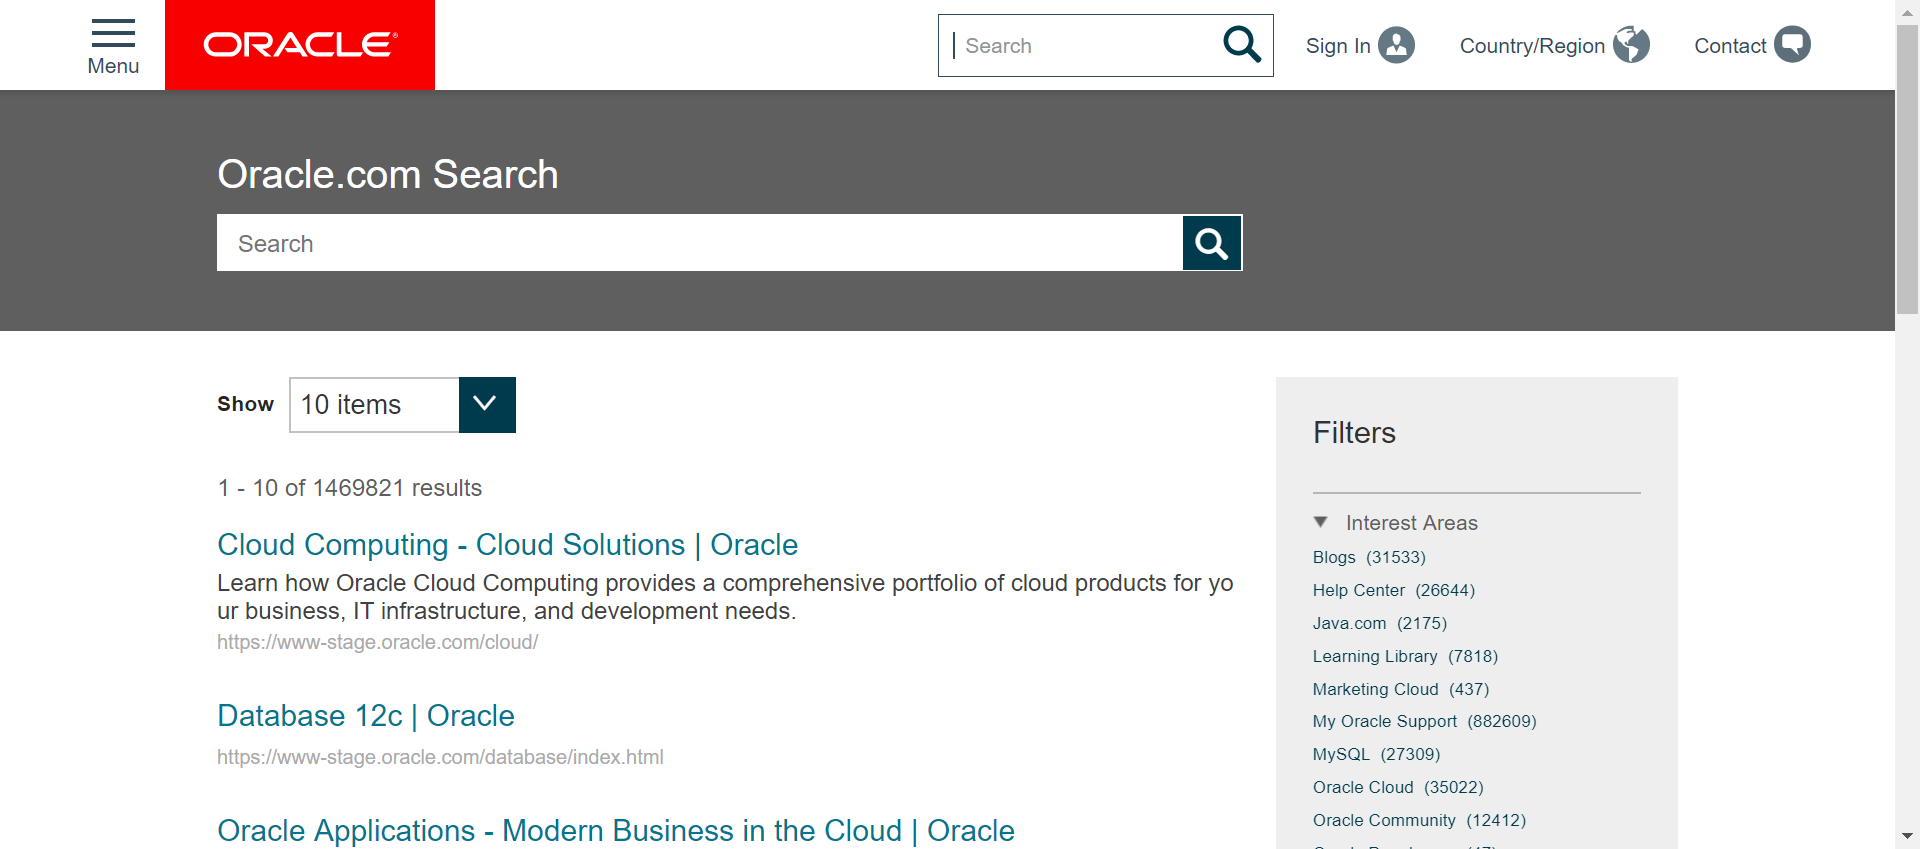 Menu
ORACLE®
Search
Sign In
Country/Region
Contact
Oracle.com Search
Search
Show
10 items
1 - 10 of 1469821 results
Cloud Computing - Cloud Solutions | Oracle
Learn how Oracle Cloud Computing provides a comprehensive portfolio of cloud products for yo
ur business, IT infrastructure, and development needs.
https://www-stage.oracle.com/cloud/
Database 12c | Oracle
https://www-stage.oracle.com/database/index.html
Oracle Applications - Modern Business in the Cloud | Oracle
Filters
Interest Areas
Blogs (31533)
Help Center (26644)
Java.com (2175)
Learning Library (7818)
Marketing Cloud (437)
My Oracle Support (882609)
MySQL (27309)
Oracle Cloud (35022)
Oracle Community (12412)